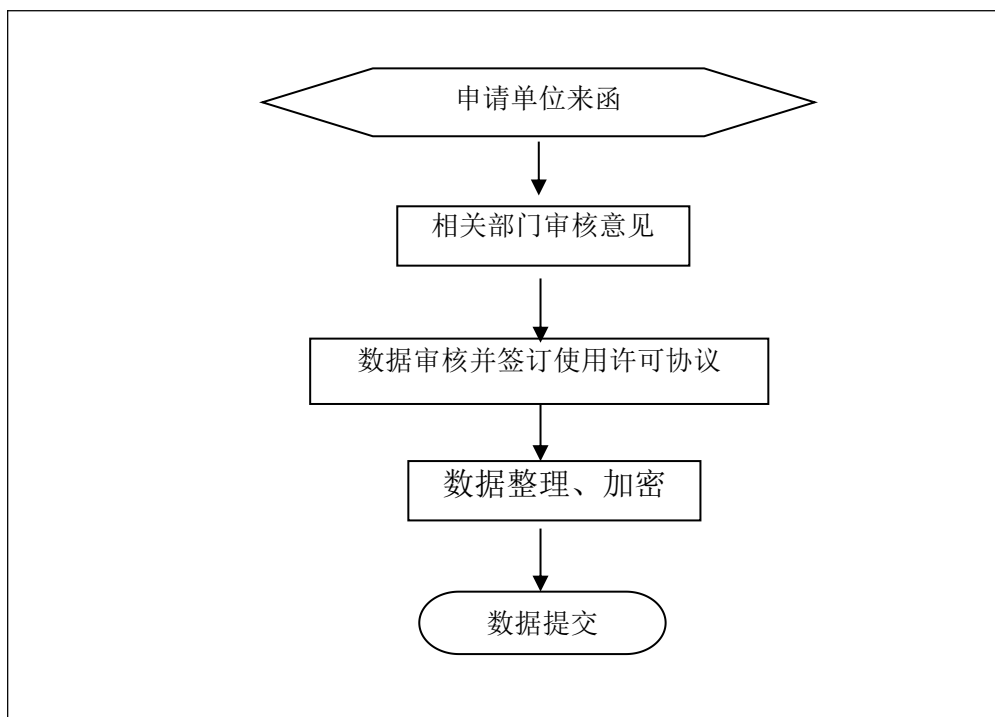 申请单位来函
相关部门审核意见
数据审核并签订使用许可协议
数据整理、加密
数据提交